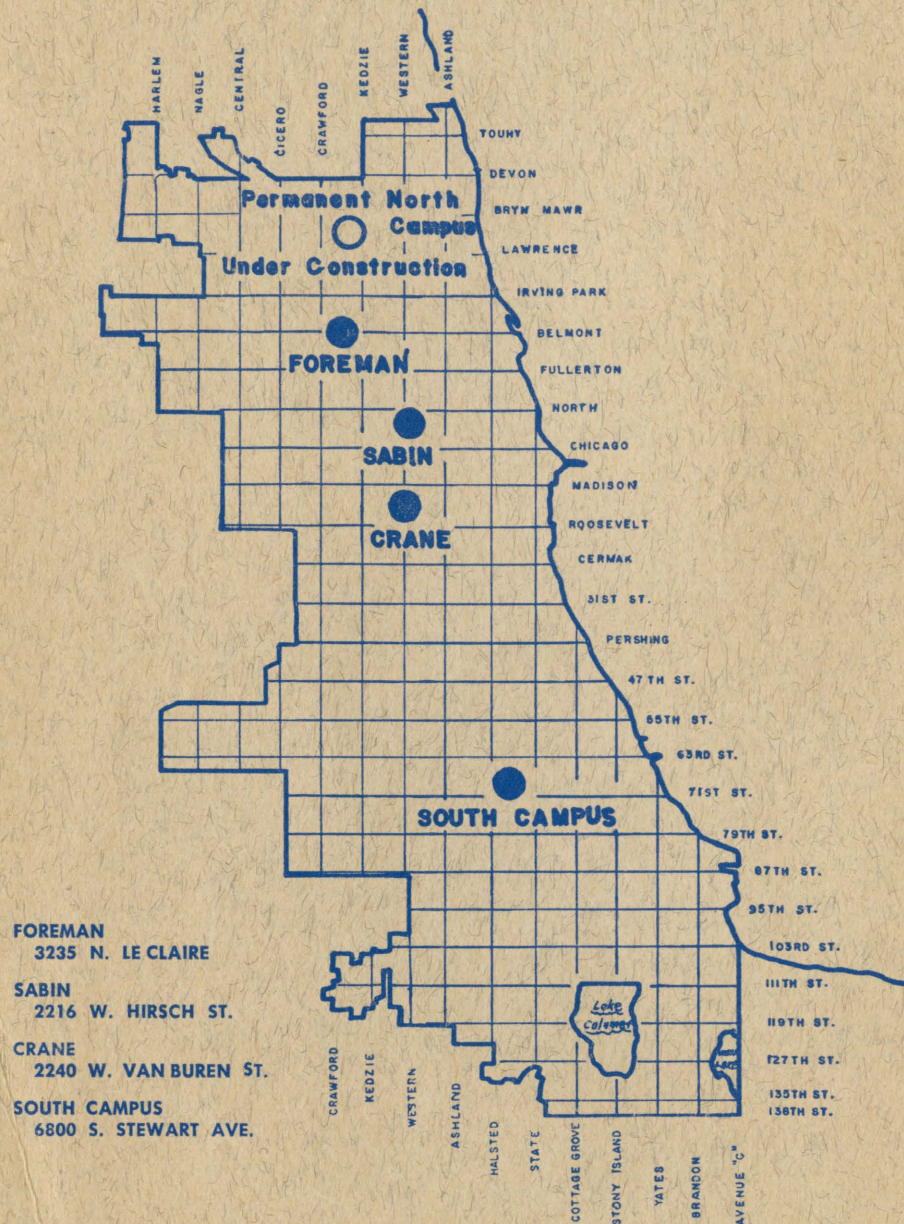 HARLEM
NAGLE
CENTRAL
CICERO
CRAWFORD
KEDZIE
WESTERN
ASHLAND
TOUHY
DEVON
BRYM MAWR
LAWRENCE
IRVING PARK
BELMONT
FULLERTON
NORTH
CHICAGO
MADISON
ROOSEVELT
CERMAK
31ST ST.
PERSHING
47TH ST.
55TH ST.
63RD ST.
71ST ST.
79TH ST.
87TH ST.
95TH ST.
103RD ST.
111TH ST.
119TH ST.
127TH ST.
135TH ST.
138TH ST.
Permanent North
Campus
Under Construction
FOREMAN
SABIN
CRANE
SOUTH CAMPUS
Lake
Calumet
FOREMAN
3235 N. LE CLAIRE
SABIN
2216 W. HIRSCH ST.
CRANE
2240 W. VAN BUREN ST.
SOUTH CAMPUS
6800 S. STEWART AVE.
CRAWFORD
KEDZIE
WESTERN
ASHLAND
HALSTED
STATE
COTTAGE GROVE
STONY ISLAND
YATES
BRANDON
AVENUE "C"